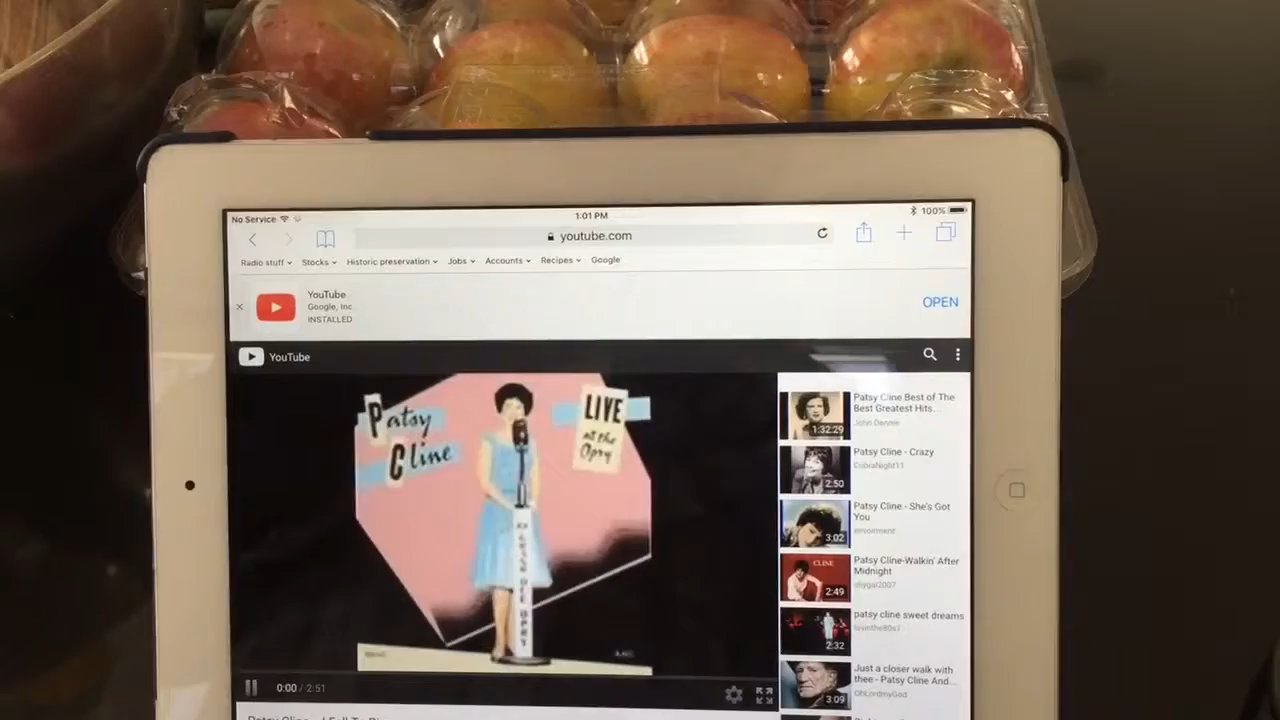 No Service
1:01 PM
100%
youtube.com
Radio stuff
Stocks
Historic preservation
Jobs
Accounts
Recipes
Google
YouTube
Google, Inc.
INSTALLED
OPEN
YouTube
Patsy
Cline
LIVE
at the
Opry
Patsy Cline Best of The
Best Greatest Hits...
John Dennie
1:32:29
Patsy Cline - Crazy
CobraNight11
2:50
Patsy Cline - She's Got
You
3:02
CLINE
Patsy Cline-Walkin' After
Midnight
2:49
patsy cline sweet dreams
luvnthe80s1
2:32
Just a closer walk with
thee - Patsy Cline And...
OhLordmyGod
3:09
0:00 / 2:51